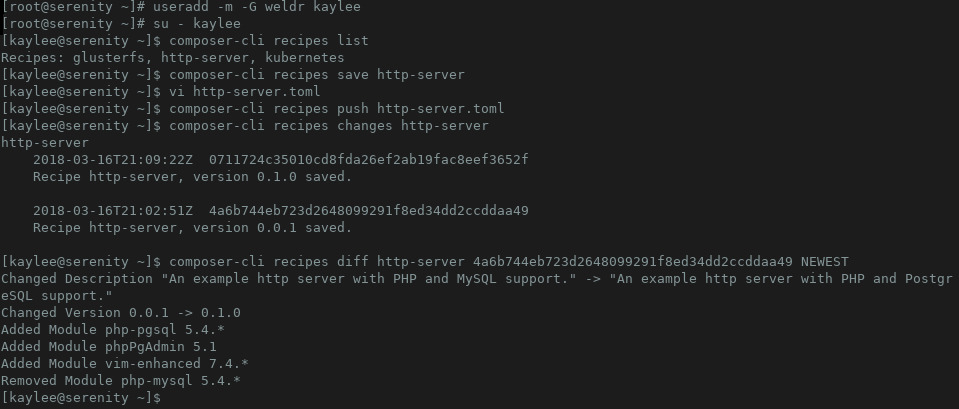 [root@serenity ~]# useradd -m -G weldr kaylee
[root@serenity ~]# su - kaylee
[kaylee@serenity ~]$ composer-cli recipes list
Recipes: glusterfs, http-server, kubernetes
[kaylee@serenity ~]$ composer-cli recipes save http-server
[kaylee@serenity ~]$ vi http-server.toml
[kaylee@serenity ~]$ composer-cli recipes push http-server.toml
[kaylee@serenity ~]$ composer-cli recipes changes http-server
http-server
    2018-03-16T21:09:22Z  0711724c35010cd8fda26ef2ab19fac8eef3652f
    Recipe http-server, version 0.1.0 saved.

    2018-03-16T21:02:51Z  4a6b744eb723d2648099291f8ed34dd2ccddaa49
    Recipe http-server, version 0.0.1 saved.

[kaylee@serenity ~]$ composer-cli recipes diff http-server 4a6b744eb723d2648099291f8ed34dd2ccddaa49 NEWEST
Changed Description "An example http server with PHP and MySQL support." -> "An example http server with PHP and Postgr
eSQL support."
Changed Version 0.0.1 -> 0.1.0
Added Module php-pgsql 5.4.*
Added Module phpPgAdmin 5.1
Added Module vim-enhanced 7.4.*
Removed Module php-mysql 5.4.*
[kaylee@serenity ~]$